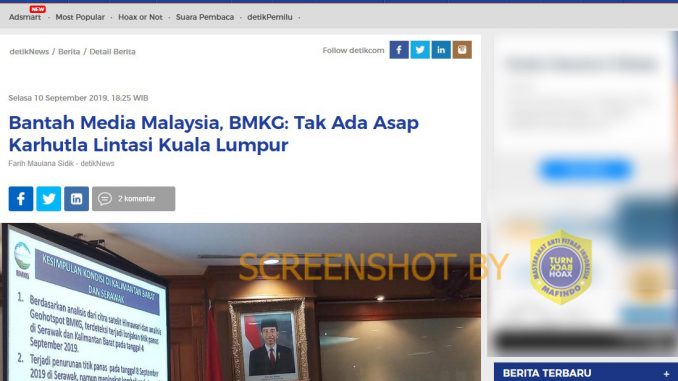 NEW
Adsmart • Most Popular • Hoax or Not • Suara Pembaca • detikPemilu •
detikNews / Berita / Detail Berita
Follow detikcom
Selasa 10 September 2019, 18:25 WIB
Bantah Media Malaysia, BMKG: Tak Ada Asap
Karhutla Lintasi Kuala Lumpur
Farih Maulana Sidik - detikNews
2 komentar
BMKG
KESIMPULAN KONDISI DI KALIMANTAN BARAT
DAN SERAWAK
1. Berdasarkan analisis dari citra satelit Himawari dan analisis
Geohotspot BMKG, terdeteksi terjadi lonjakan titik panas
di Serawak dan Kalimantan Barat pada tanggal 4
September 2019.
2. Terjadi penurunan titik panas pada tanggal 8 September
2019 di Serawak, namun
SCREENSHOT BY
MASYARAKAT ANTI FITNAH INDONESIA
TURN
BACK
HOAX
MAFINDO
BERITA TERBARU +